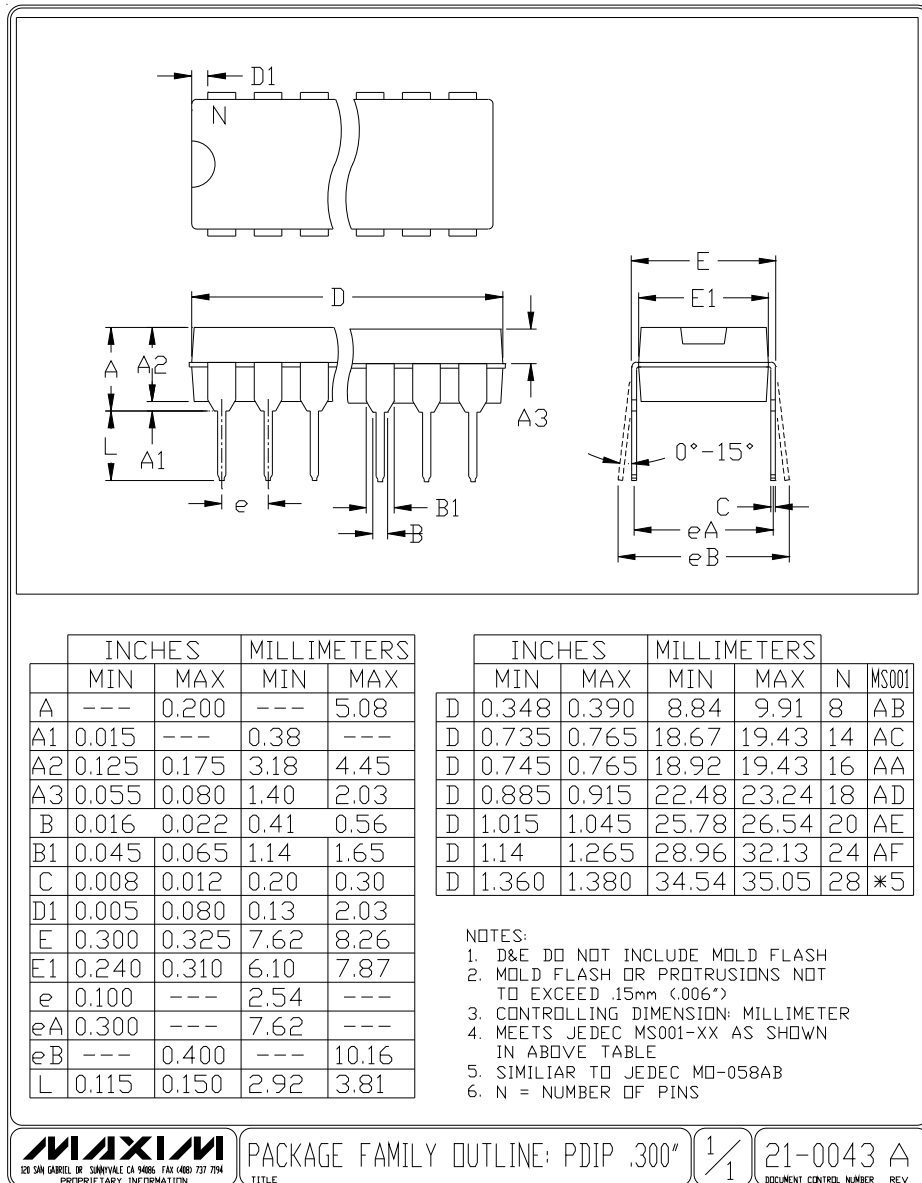 D1
N
D
E
E1
A
A2
A3
L
A1
0°-15°
e
B1
B
C
eA
eB
INCHES MILLIMETERS
MIN MAX MIN MAX
A --- 0.200 --- 5.08
A1 0.015 --- 0.38 ---
A2 0.125 0.175 3.18 4.45
A3 0.055 0.080 1.40 2.03
B 0.016 0.022 0.41 0.56
B1 0.045 0.065 1.14 1.65
C 0.008 0.012 0.20 0.30
D1 0.005 0.080 0.13 2.03
E 0.300 0.325 7.62 8.26
E1 0.240 0.310 6.10 7.87
e 0.100 --- 2.54 ---
eA 0.300 --- 7.62 ---
eB --- 0.400 --- 10.16
L 0.115 0.150 2.92 3.81
INCHES MILLIMETERS
MIN MAX MIN MAX N MS001
D 0.348 0.390 8.84 9.91 8 AB
D 0.735 0.765 18.67 19.43 14 AC
D 0.745 0.765 18.92 19.43 16 AA
D 0.885 0.915 22.48 23.24 18 AD
D 1.015 1.045 25.78 26.54 20 AE
D 1.14 1.265 28.96 32.13 24 AF
D 1.360 1.380 34.54 35.05 28 *5
NOTES:
1. D&E DO NOT INCLUDE MOLD FLASH
2. MOLD FLASH OR PROTRUSIONS NOT
TO EXCEED .15mm (.006")
3. CONTROLLING DIMENSION: MILLIMETER
4. MEETS JEDEC MS001-XX AS SHOWN
IN ABOVE TABLE
5. SIMILIAR TO JEDEC MO-058AB
6. N = NUMBER OF PINS
MAXIM
120 SAN GABRIEL DR SUNNYVALE CA 94086 FAX (408) 737 7194
PROPRIETARY INFORMATION
PACKAGE FAMILY OUTLINE: PDIP .300"
TITLE
1/1
21-0043 A
DOCUMENT CONTROL NUMBER REV